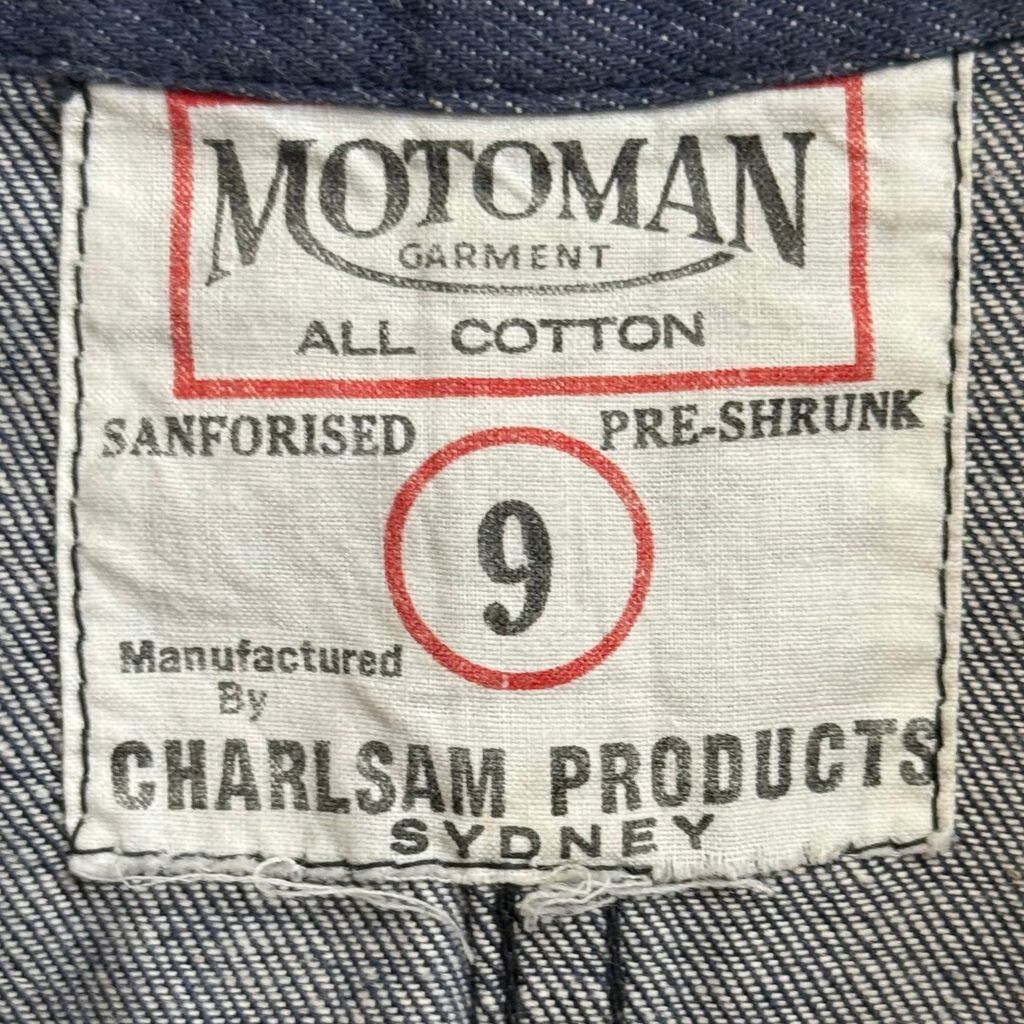 MOTOMAN
GARMENT
ALL COTTON
SANFORISED PRE-SHRUNK
9
Manufactured
By
CHARLSAM PRODUCTS
SYDNEY